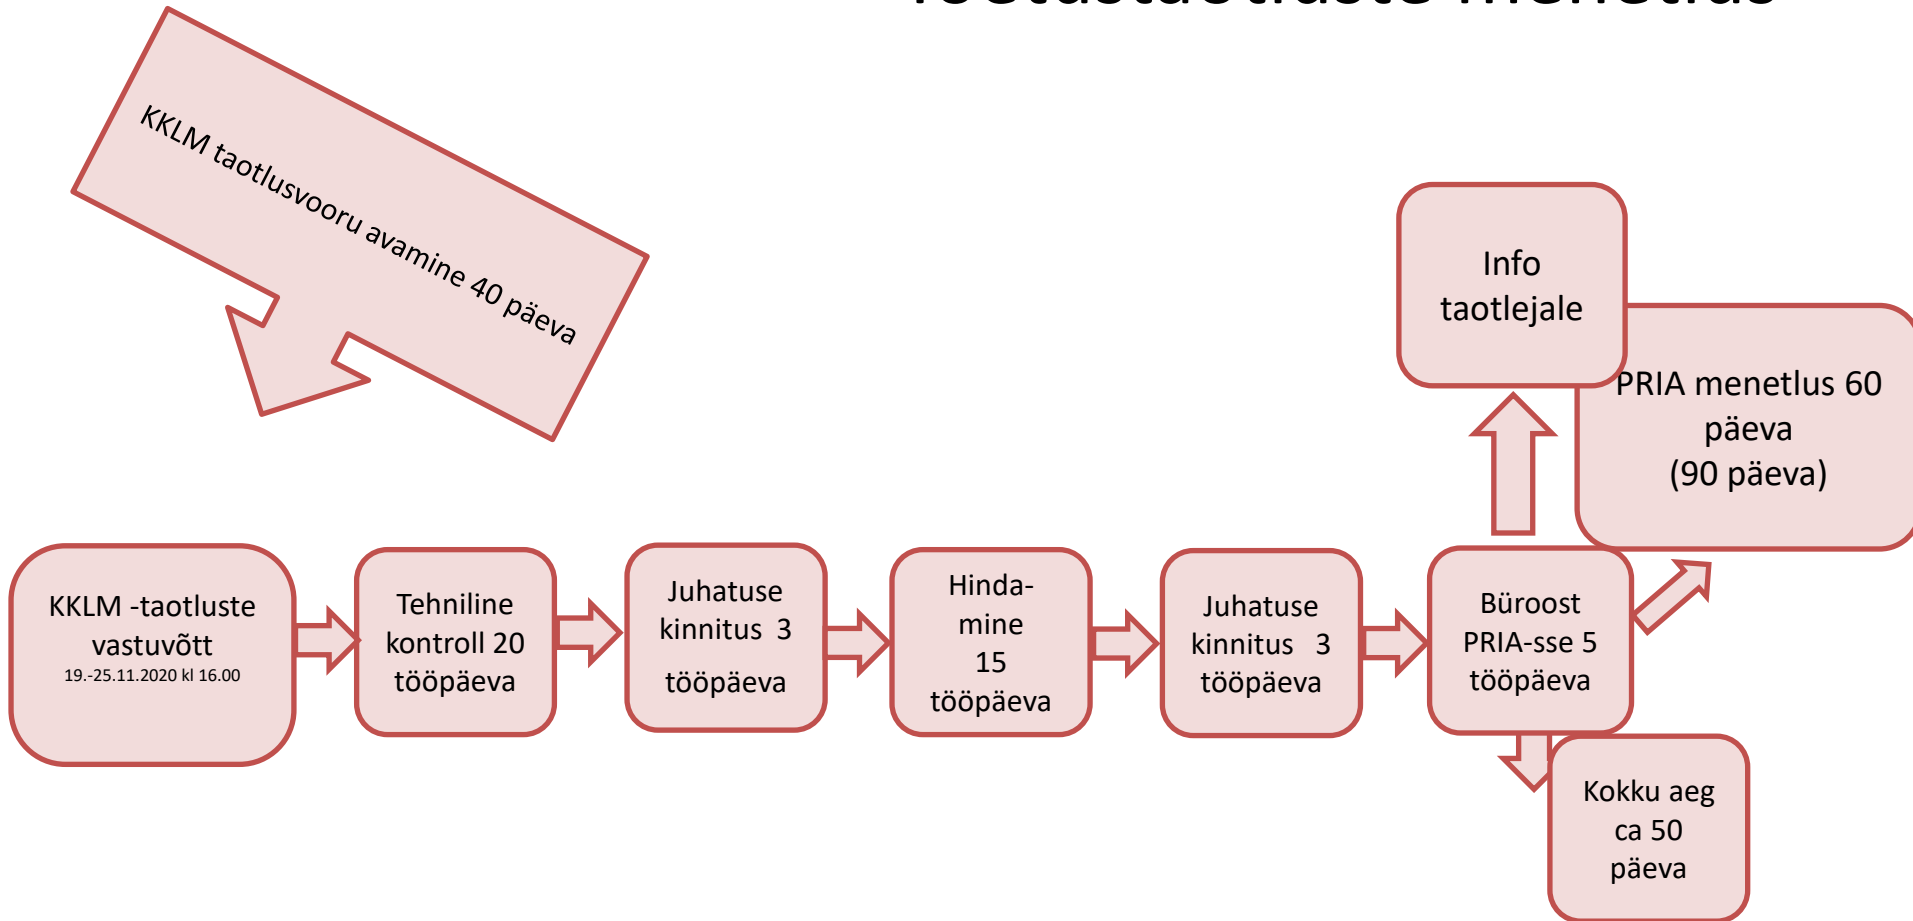 Toetustaotluste menetlus
KKLM taotlusvooru avamine 40 päeva
Info
taotlejale
PRIA menetlus 60
päeva
(90 päeva)
KKLM -taotluste
vastuvõtt
19.-25.11.2020 kl 16.00
Tehniline
kontroll 20
tööpäeva
Juhatuse
kinnitus 3
tööpäeva
Hinda-
mine
15
tööpäeva
Juhatuse
kinnitus 3
tööpäeva
Büroost
PRIA-sse 5
tööpäeva
Kokku aeg
ca 50
päeva